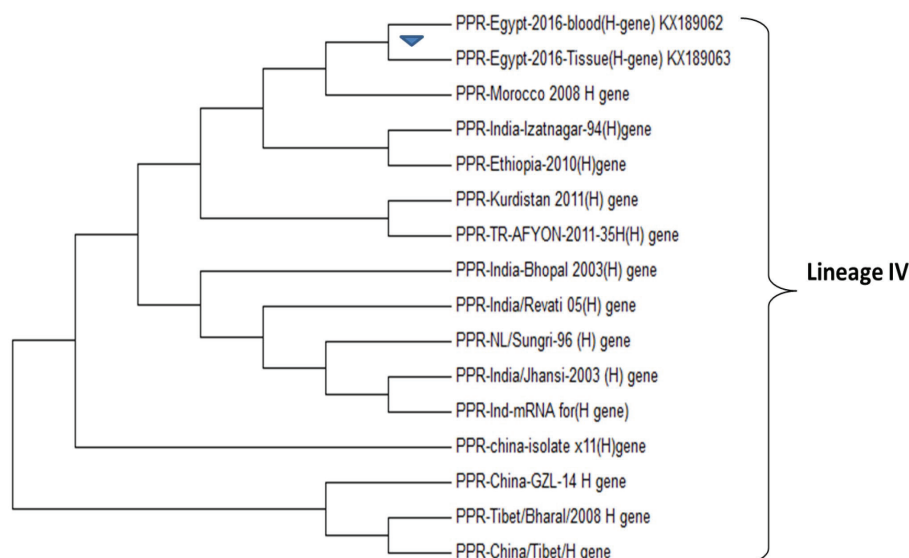 PPR-Egypt-2016-blood(H-gene) KX189062
PPR-Egypt-2016-Tissue(H-gene) KX189063
PPR-Morocco 2008 H gene
PPR-India-Izatnagar-94(H)gene
PPR-Ethiopia-2010(H)gene
PPR-Kurdistan 2011(H) gene
PPR-TR-AFYON-2011-35H(H) gene
PPR-India-Bhopal 2003(H) gene
PPR-India/Revati 05(H) gene
PPR-NL/Sungri-96 (H) gene
PPR-India/Jhansi-2003 (H) gene
PPR-Ind-mRNA for(H gene)
PPR-china-isolate x11(H)gene
PPR-China-GZL-14 H gene
PPR-Tibet/Bharal/2008 H gene
PPR-China/Tibet/H gene
Lineage IV